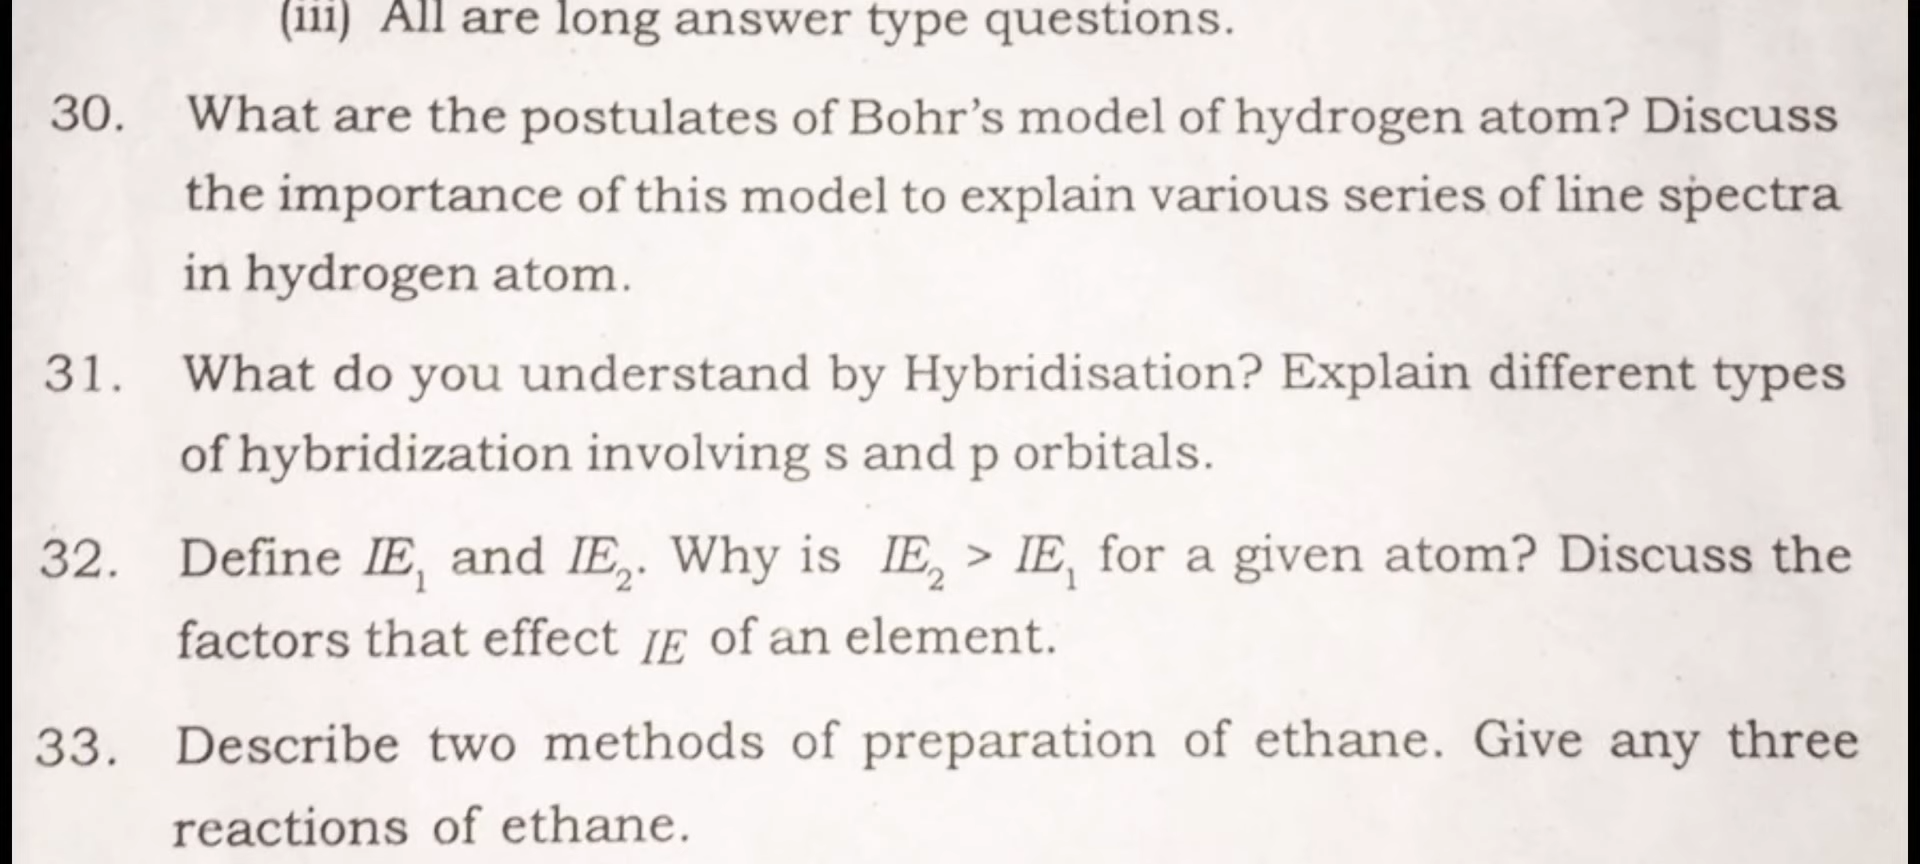 (iii) All are long answer type questions.
30. What are the postulates of Bohr's model of hydrogen atom? Discuss
the importance of this model to explain various series of line spectra
in hydrogen atom.
31. What do you understand by Hybridisation? Explain different types
of hybridization involving s and p orbitals.
32. Define IE₁ and IE₂. Why is IE₂ > IE₁ for a given atom? Discuss the
factors that effect IE of an element.
33. Describe two methods of preparation of ethane. Give any three
reactions of ethane.